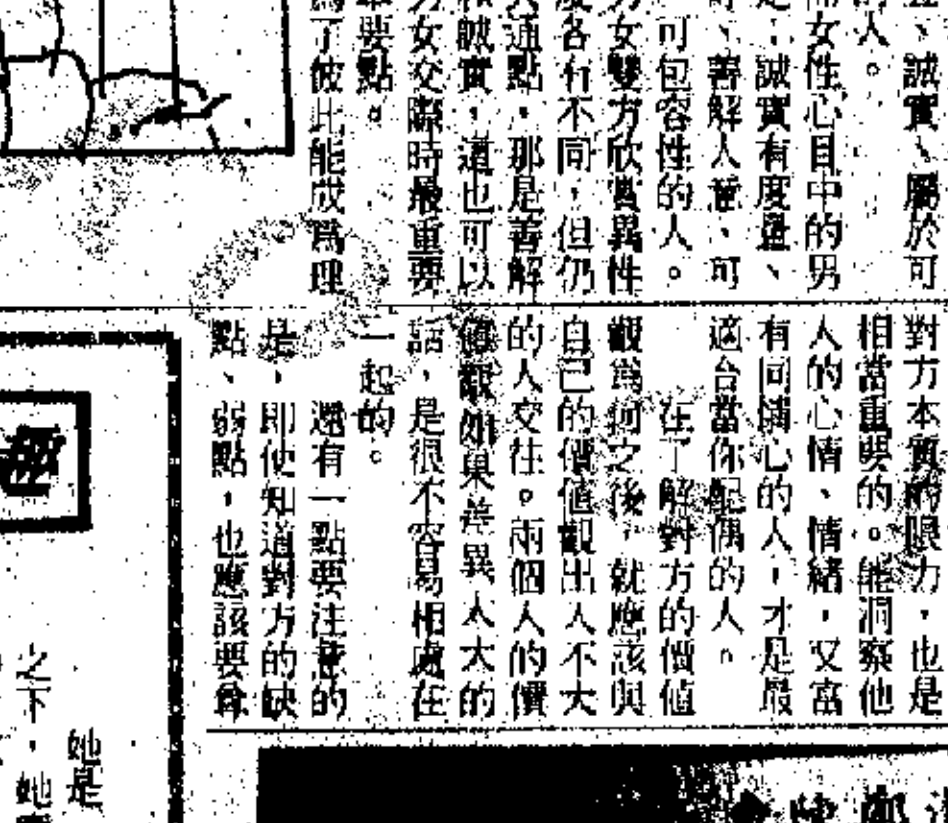 、誠實、屬於可
的人。
女性心目中的男
是：誠實有度量、
、善解人意、可
可包容性的人。
男女雙方欣賞異性
各有不同，但仍
共通點，那是善解
和誠實，這也可以
男女交際時最重要
要點。
為了彼此能成為理
對方本質的眼力，也是
相當重要的。能洞察他
人的心情、情緒，又富
有同情心的人，才是最
適合當你配偶的人。
在了解對方的價值
觀為何之後，就應該與
自己的價值觀出入不大
的人交往。兩個人的價
值觀如果差異太大的
話，是很不容易相處在
一起的。
還有一點要注意的
是，即使知道對方的缺
點、弱點，也應該要尊
她是
之下，她